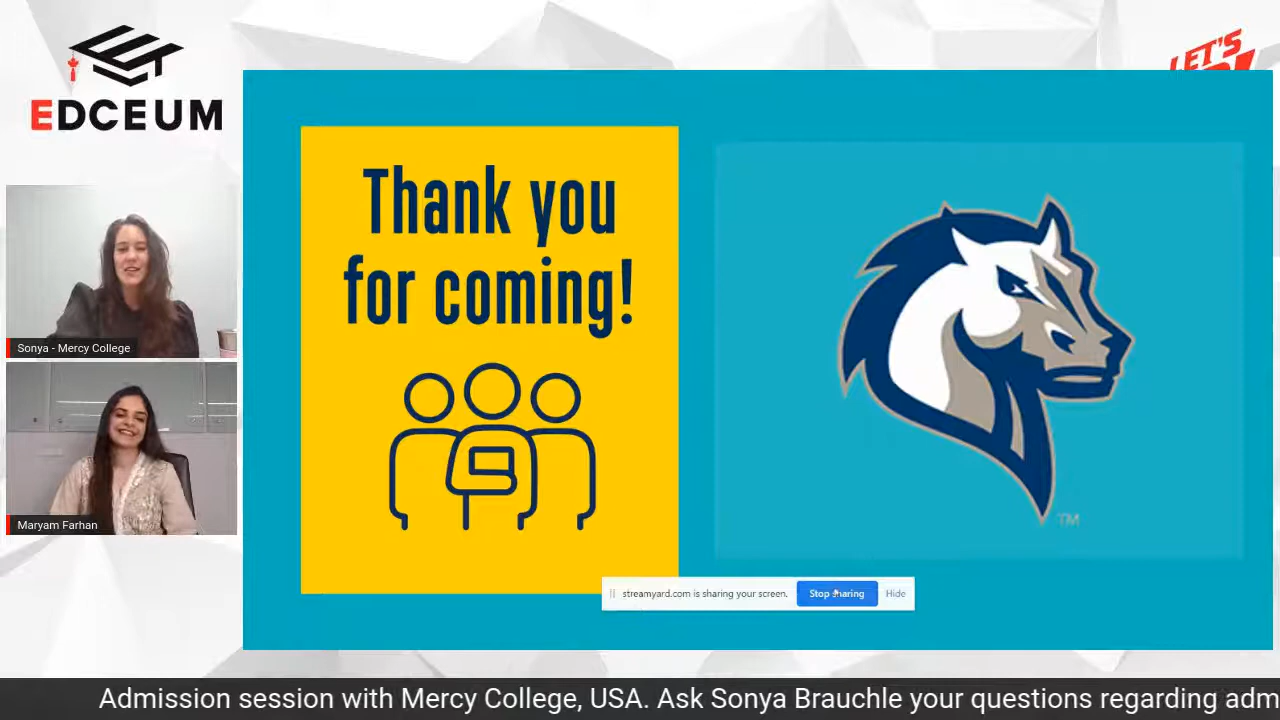 EDCEUM
LET'S
Thank you
for coming!
Sonya - Mercy College
Maryam Farhan
TM
streamyard.com is sharing your screen.
Stop sharing
Hide
Admission session with Mercy College, USA. Ask Sonya Brauchle your questions regarding adm